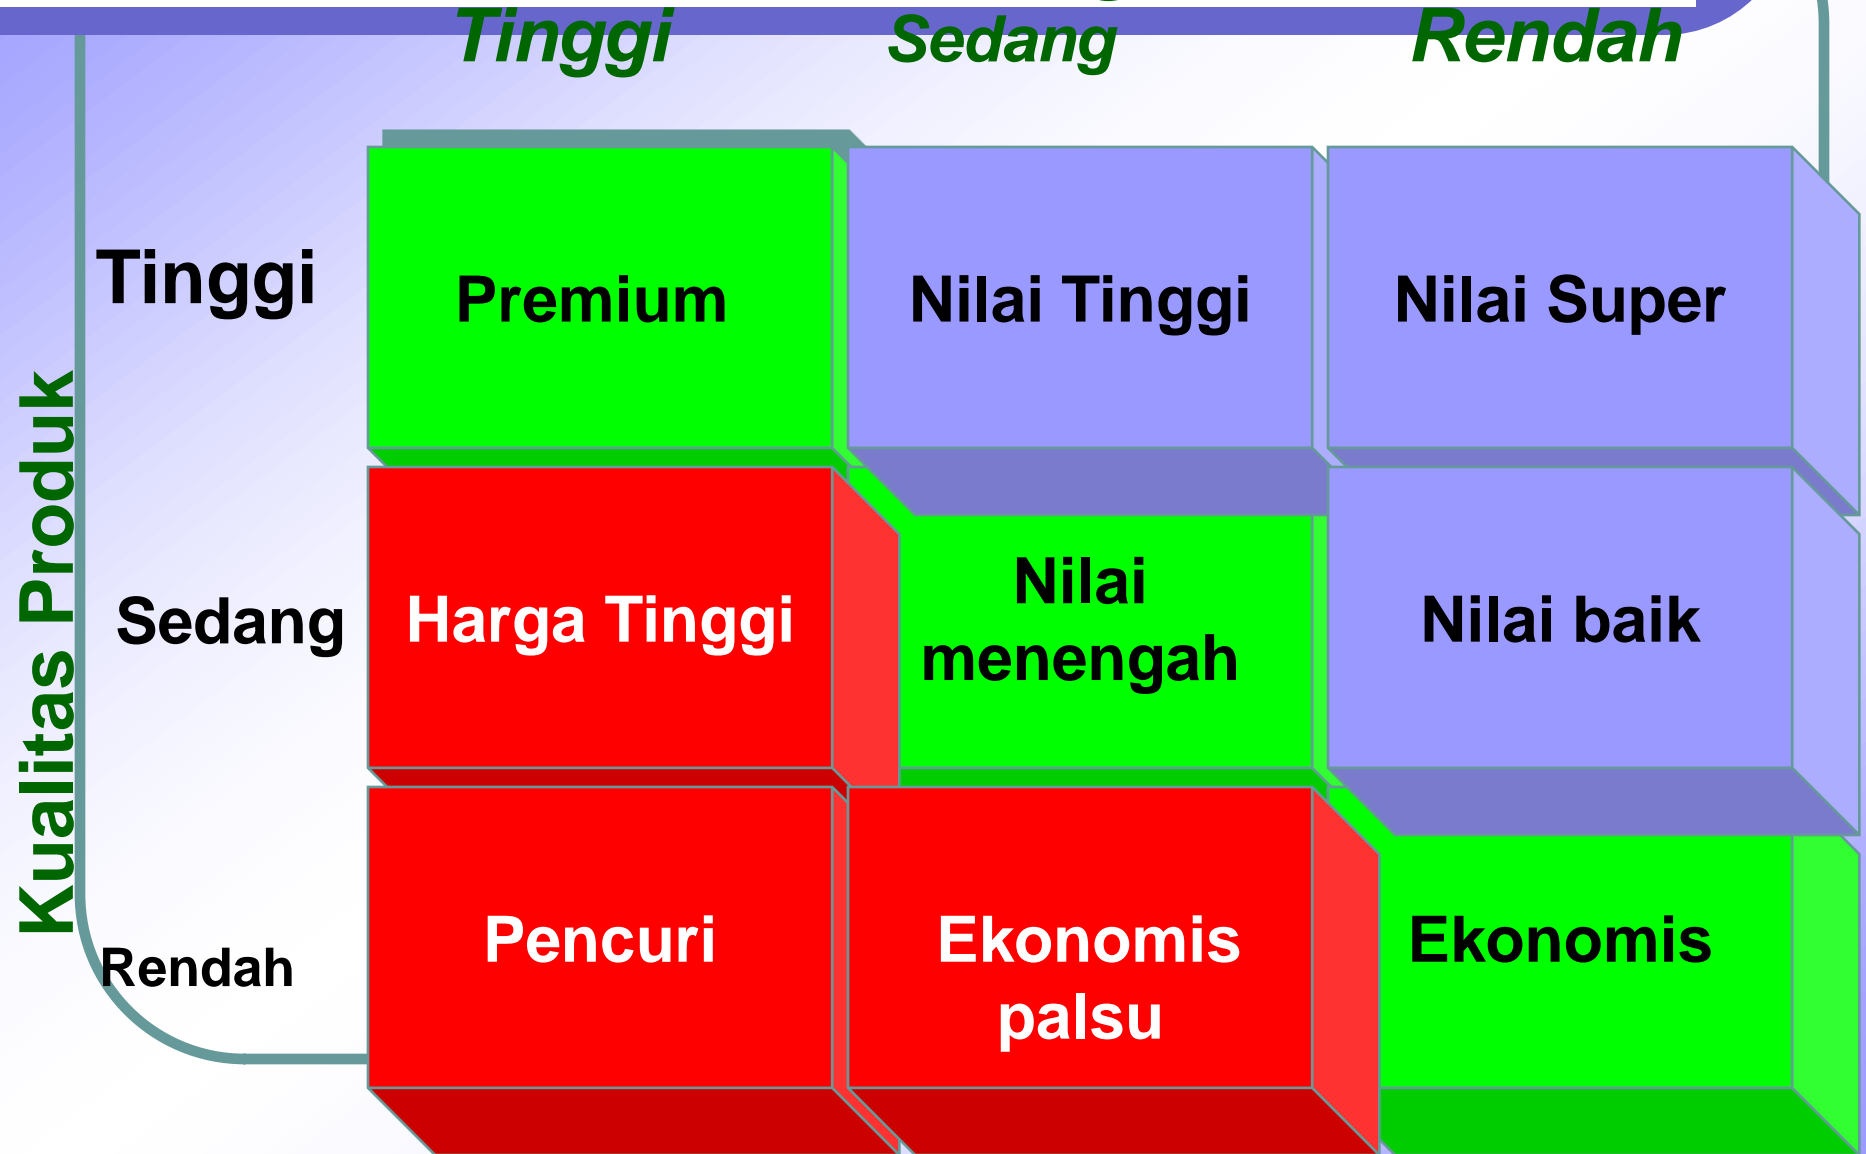 Tinggi Sedang Rendah
Tinggi
Premium
Nilai Tinggi
Nilai Super
Kualitas Produk
Sedang
Harga Tinggi
Nilai
menengah
Nilai baik
Rendah
Pencuri
Ekonomis
palsu
Ekonomis